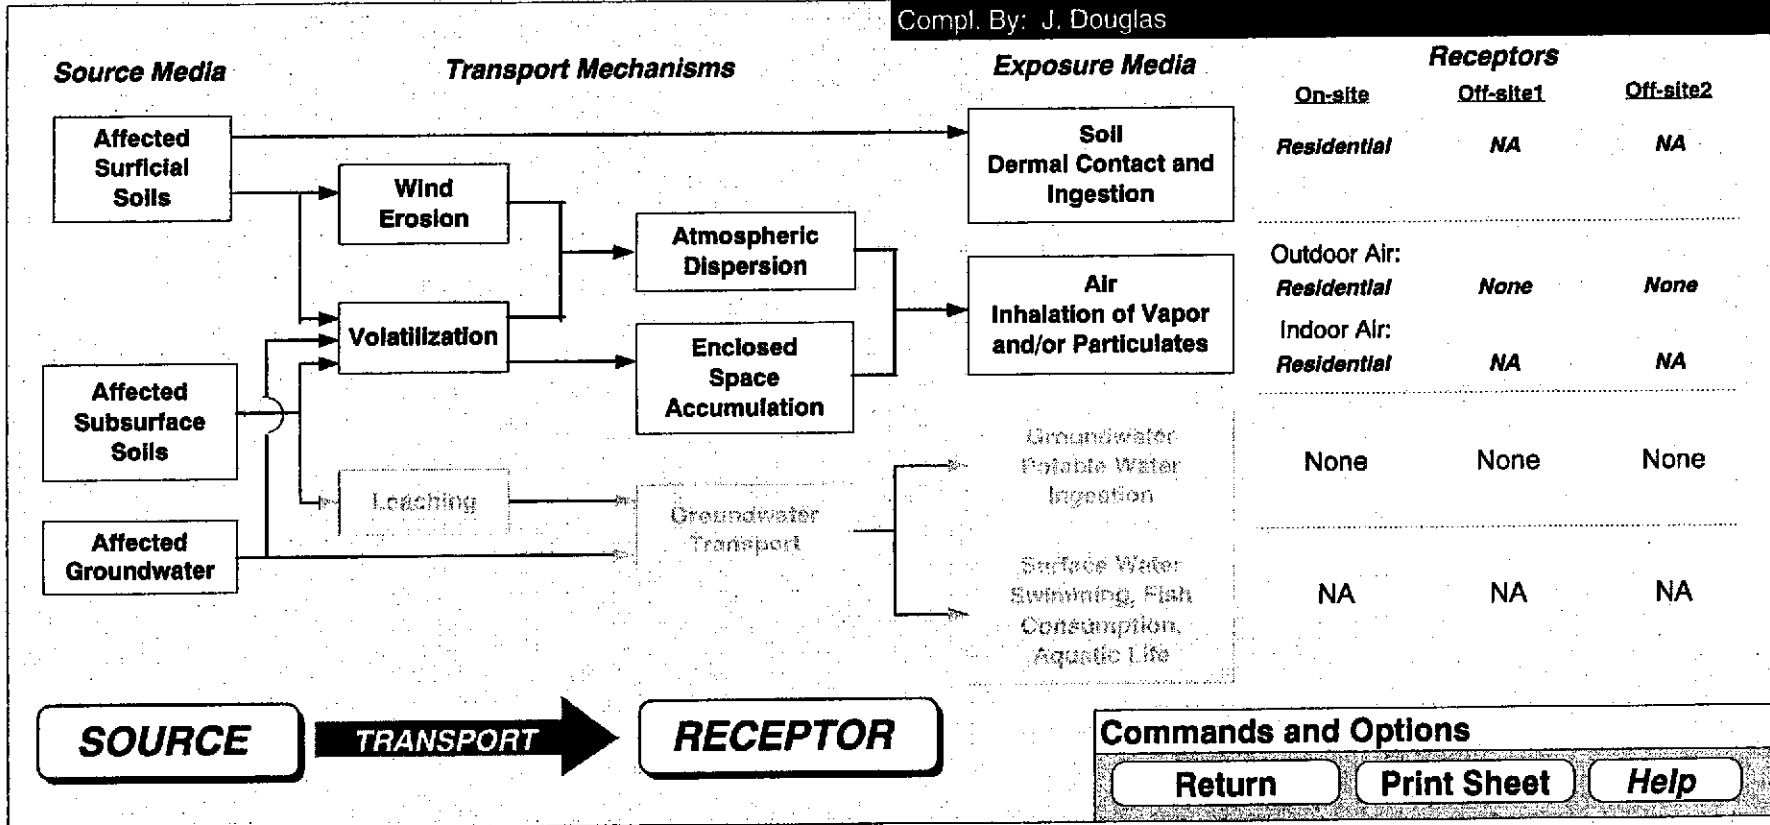 Compl. By: J. Douglas
Source Media
Transport Mechanisms
Exposure Media
Receptors
On-site
Off-site1
Off-site2
Affected
Surficial
Soils
Wind
Erosion
Volatilization
Atmospheric
Dispersion
Enclosed
Space
Accumulation
Soil
Dermal Contact and
Ingestion
Residential
NA
NA
Air
Inhalation of Vapor
and/or Particulates
Outdoor Air:
Residential
None
None
Indoor Air:
Residential
NA
NA
Affected
Subsurface
Soils
Leaching
Groundwater
Transport
Groundwater
Potable Water
Ingestion
None
None
None
Affected
Groundwater
Surface Water
Swimming, Fish
Consumption,
Aquatic Life
NA
NA
NA
SOURCE
TRANSPORT
RECEPTOR
Commands and Options
Return
Print Sheet
Help